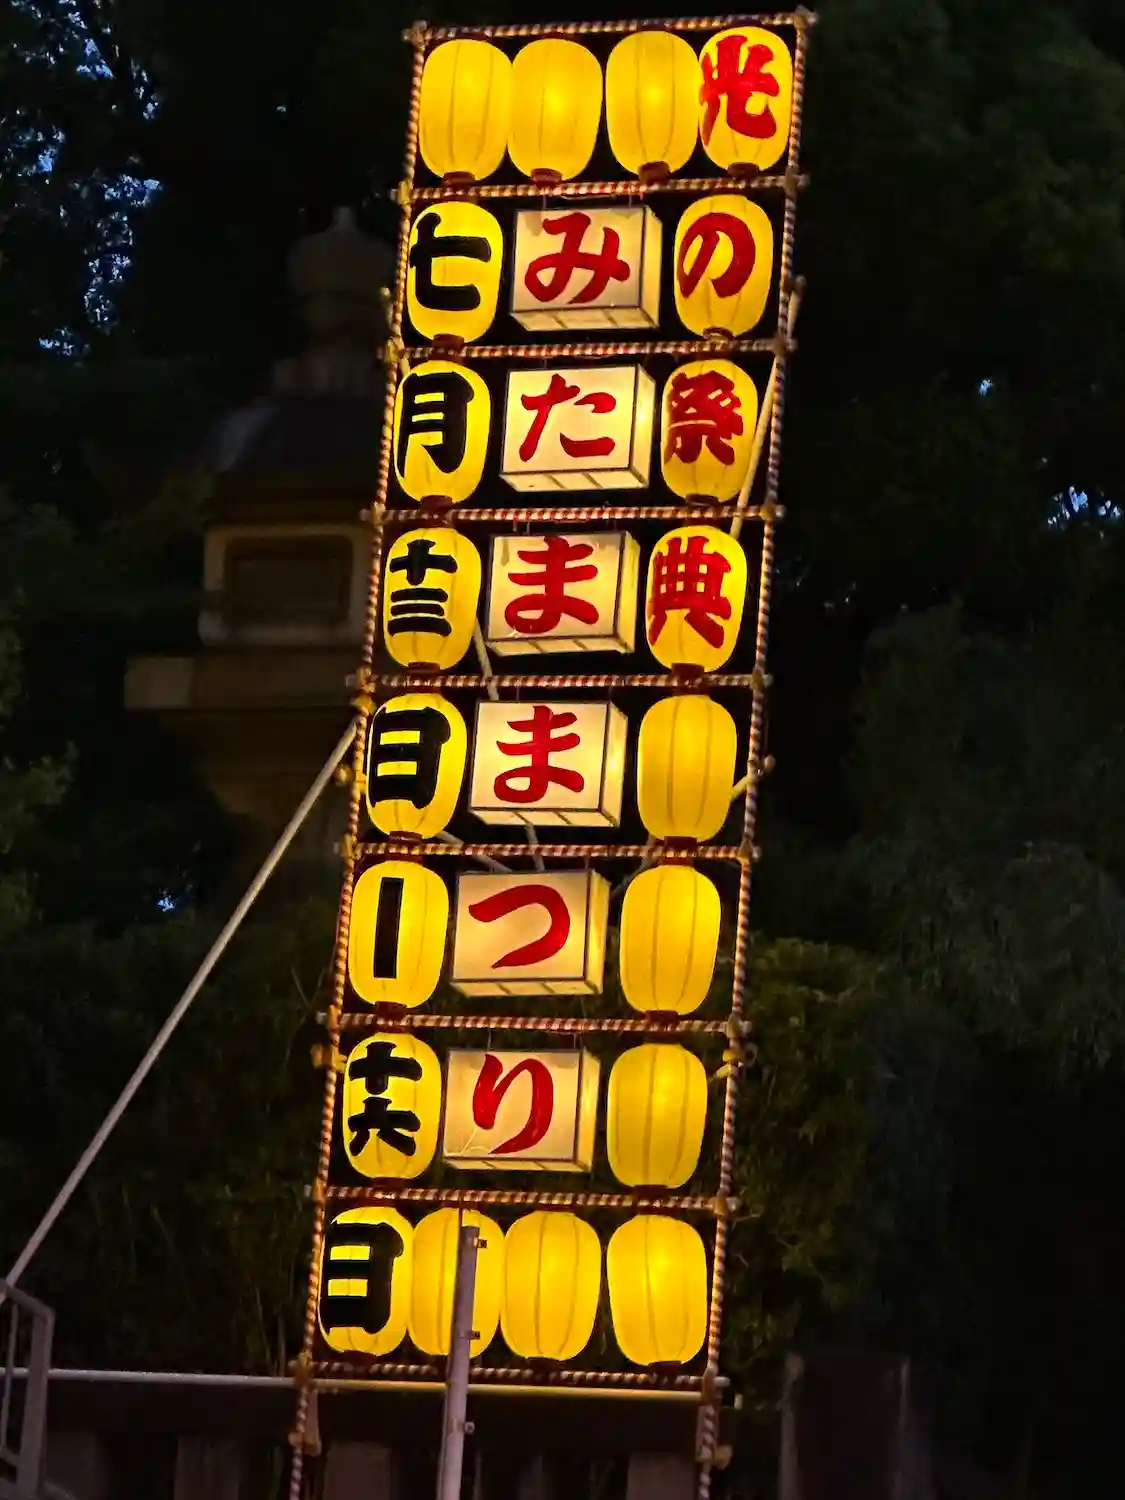 光の祭典
みたままつり
七月十三日ー十六日